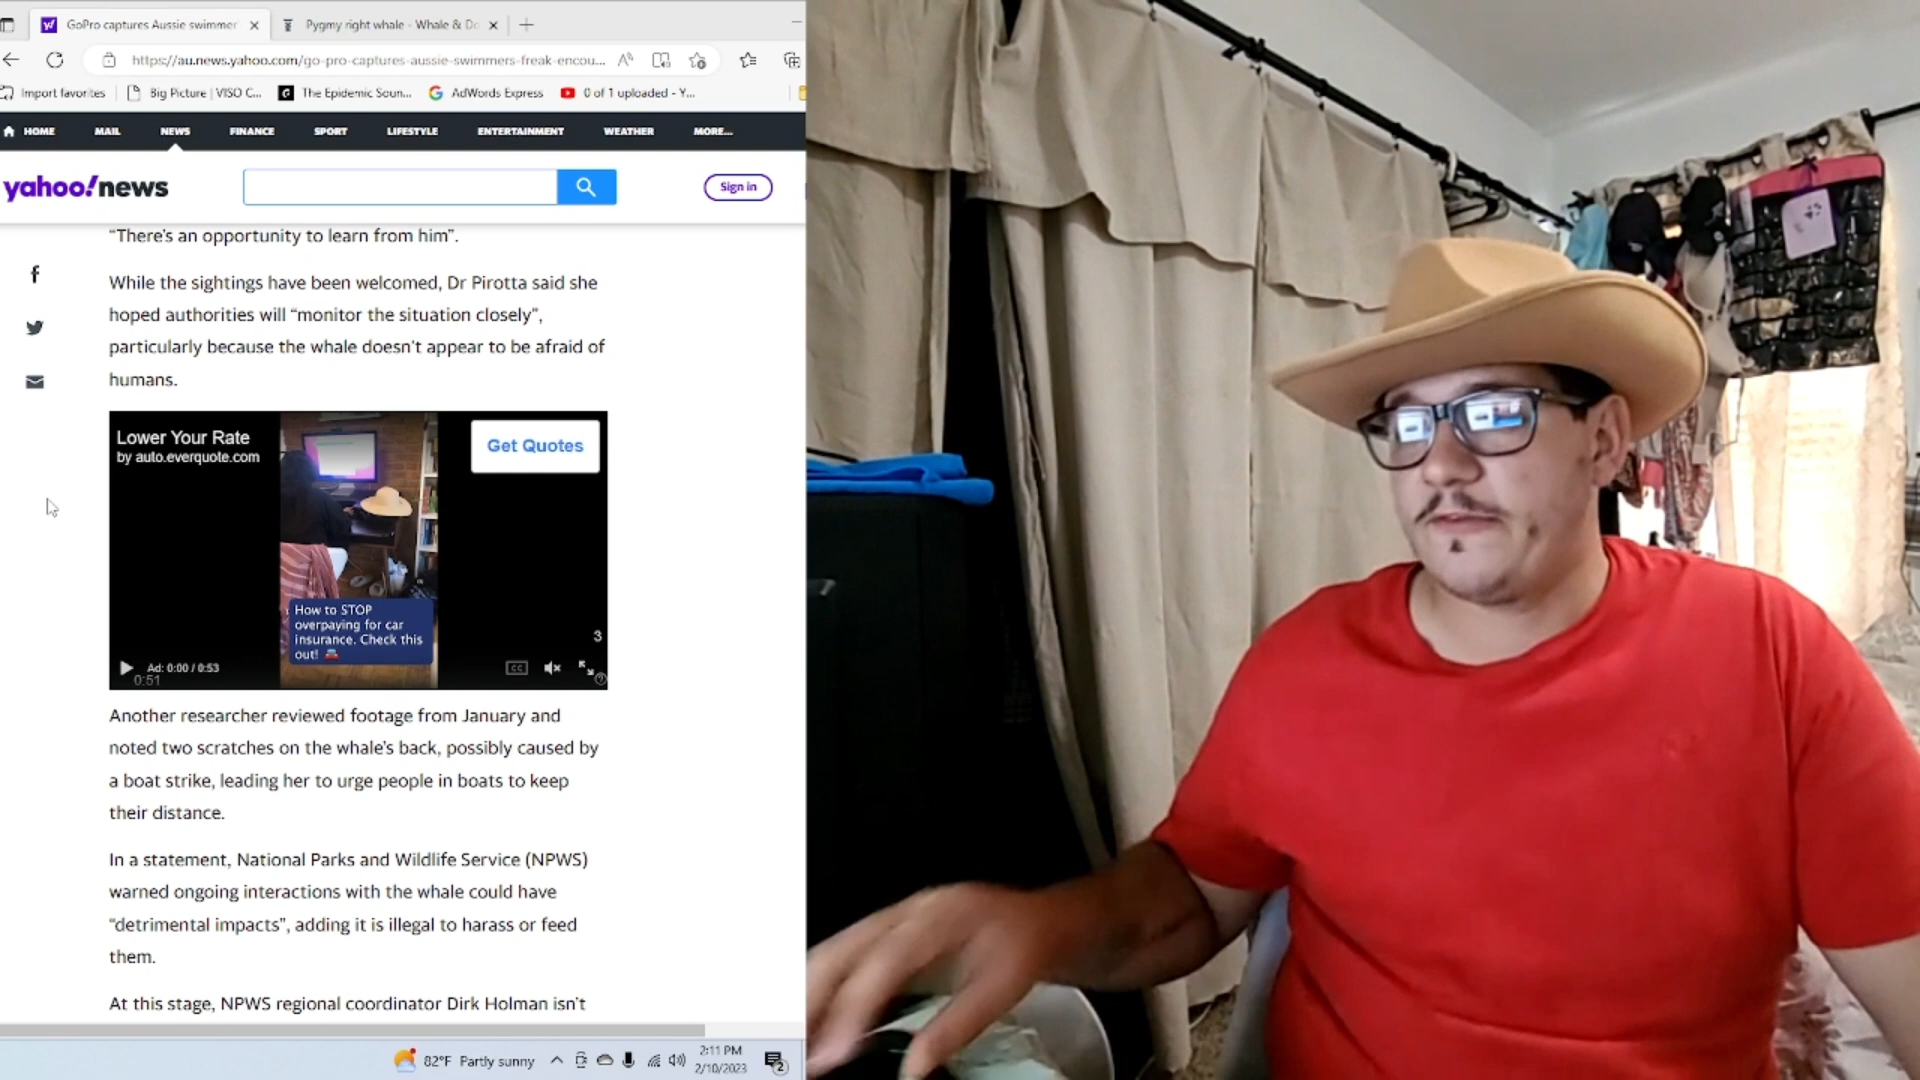 GoPro captures Aussie swimmer
Pygmy right whale - Whale & Do
https://au.news.yahoo.com/go-pro-captures-aussie-swimmers-freak-encou...
Import favorites
Big Picture | VISO C...
The Epidemic Soun...
AdWords Express
0 of 1 uploaded - Y...
HOME
MAIL
NEWS
FINANCE
SPORT
LIFESTYLE
ENTERTAINMENT
WEATHER
MORE...
yahoo!news
Sign in
“There’s an opportunity to learn from him”.
While the sightings have been welcomed, Dr Pirotta said she
hoped authorities will “monitor the situation closely”,
particularly because the whale doesn’t appear to be afraid of
humans.
Lower Your Rate
by auto.everquote.com
Get Quotes
How to STOP
overpaying for car
insurance. Check this
out!
3
Ad: 0:00 / 0:53
CC
0:51
Another researcher reviewed footage from January and
noted two scratches on the whale’s back, possibly caused by
a boat strike, leading her to urge people in boats to keep
their distance.
In a statement, National Parks and Wildlife Service (NPWS)
warned ongoing interactions with the whale could have
“detrimental impacts”, adding it is illegal to harass or feed
them.
At this stage, NPWS regional coordinator Dirk Holman isn’t
82°F Partly sunny
2:11 PM
2/10/2023
2